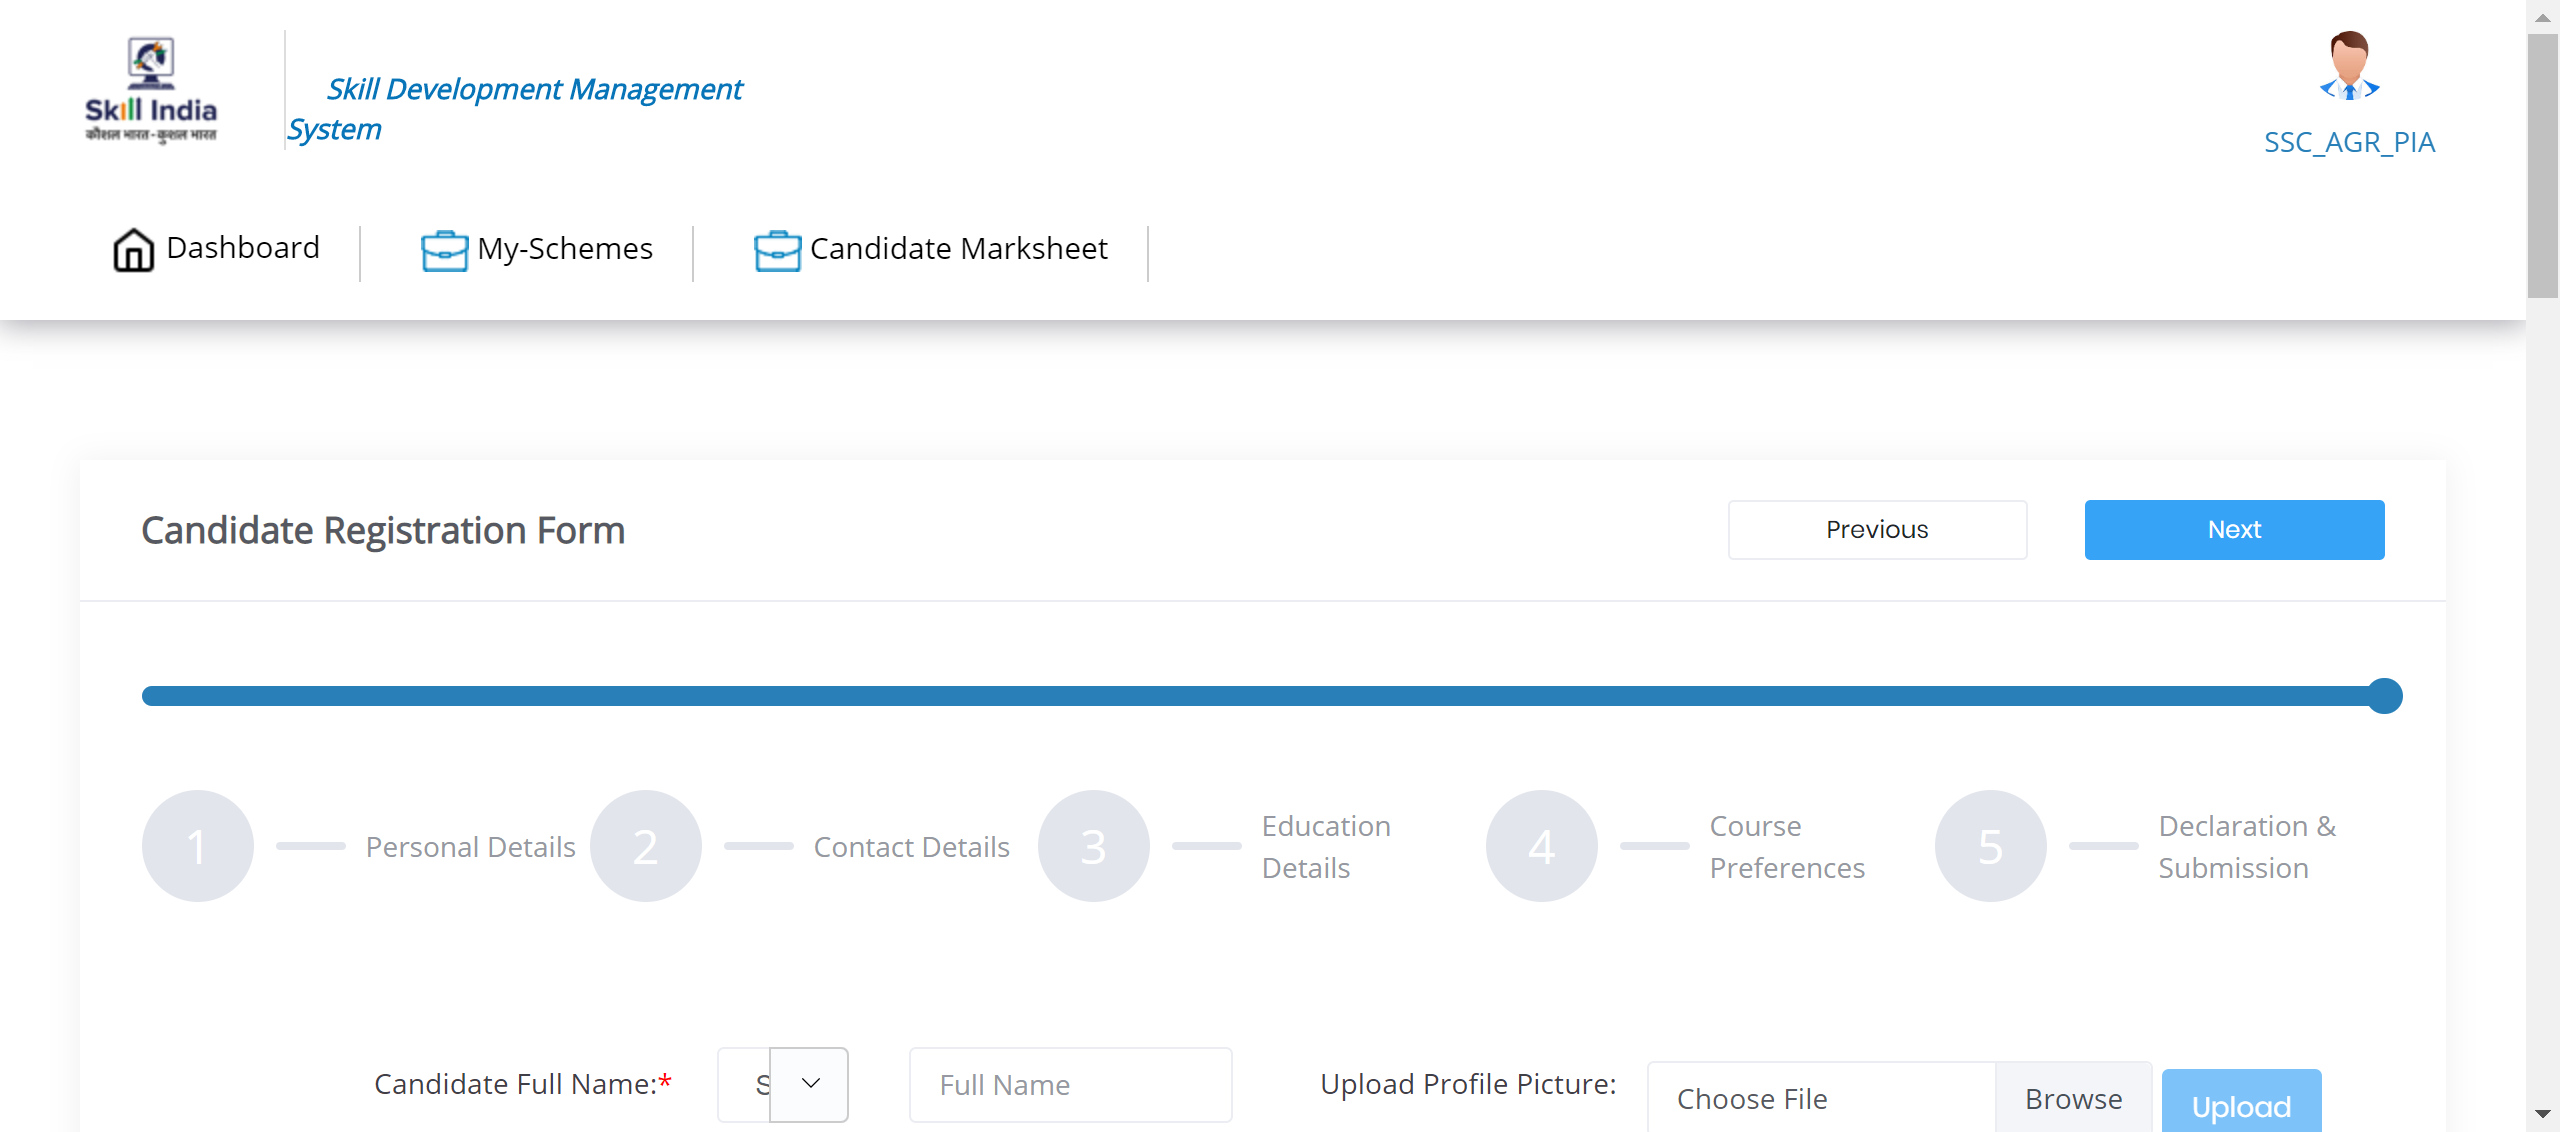 Skill India
कौशल भारत-कुशल भारत
Skill Development Management
System
SSC_AGR_PIA
Dashboard
My-Schemes
Candidate Marksheet
Candidate Registration Form
Previous
Next
1
Personal Details
2
Contact Details
3
Education
Details
4
Course
Preferences
5
Declaration &
Submission
Candidate Full Name:*
S
Full Name
Upload Profile Picture:
Choose File
Browse
Upload